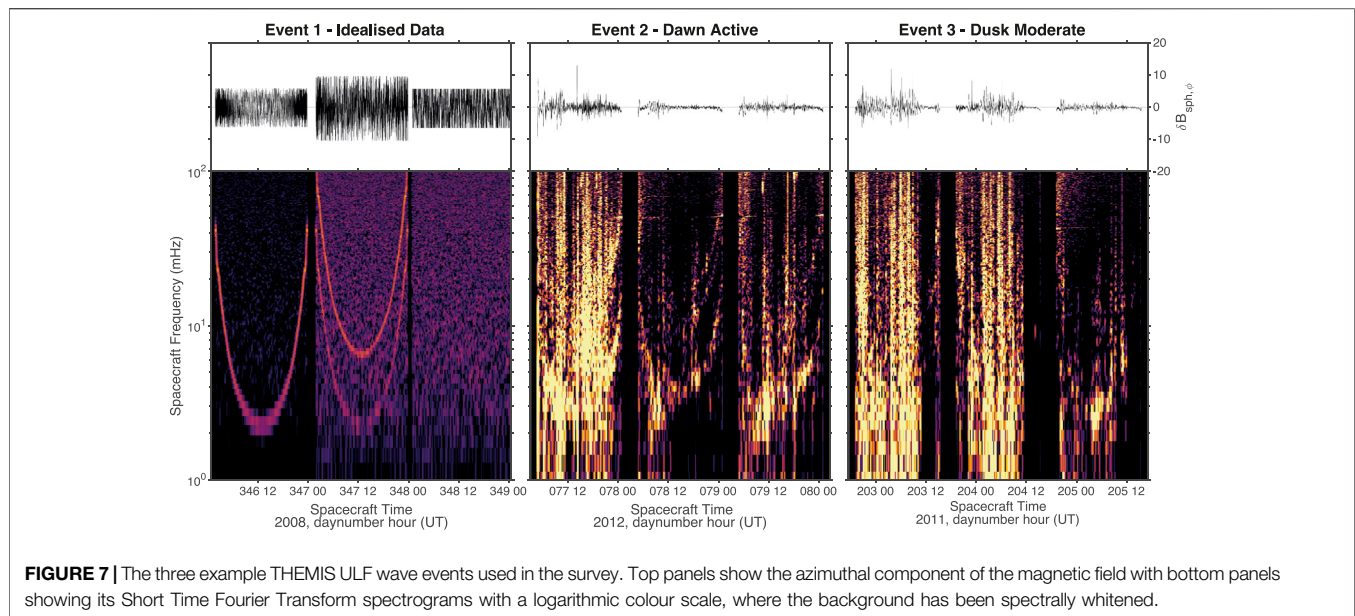 Event 1 - Idealised Data
Event 2 - Dawn Active
Event 3 - Dusk Moderate
20
10
0
-10
-20
δB_sph,ϕ
10²
10¹
10⁰
Spacecraft Frequency (mHz)
346 12 347 00 347 12 348 00 348 12 349 00
Spacecraft Time
2008, daynumber hour (UT)
077 12 078 00 078 12 079 00 079 12 080 00
Spacecraft Time
2012, daynumber hour (UT)
203 00 203 12 204 00 204 12 205 00 205 12
Spacecraft Time
2011, daynumber hour (UT)
FIGURE 7 | The three example THEMIS ULF wave events used in the survey. Top panels show the azimuthal component of the magnetic field with bottom panels
showing its Short Time Fourier Transform spectrograms with a logarithmic colour scale, where the background has been spectrally whitened.